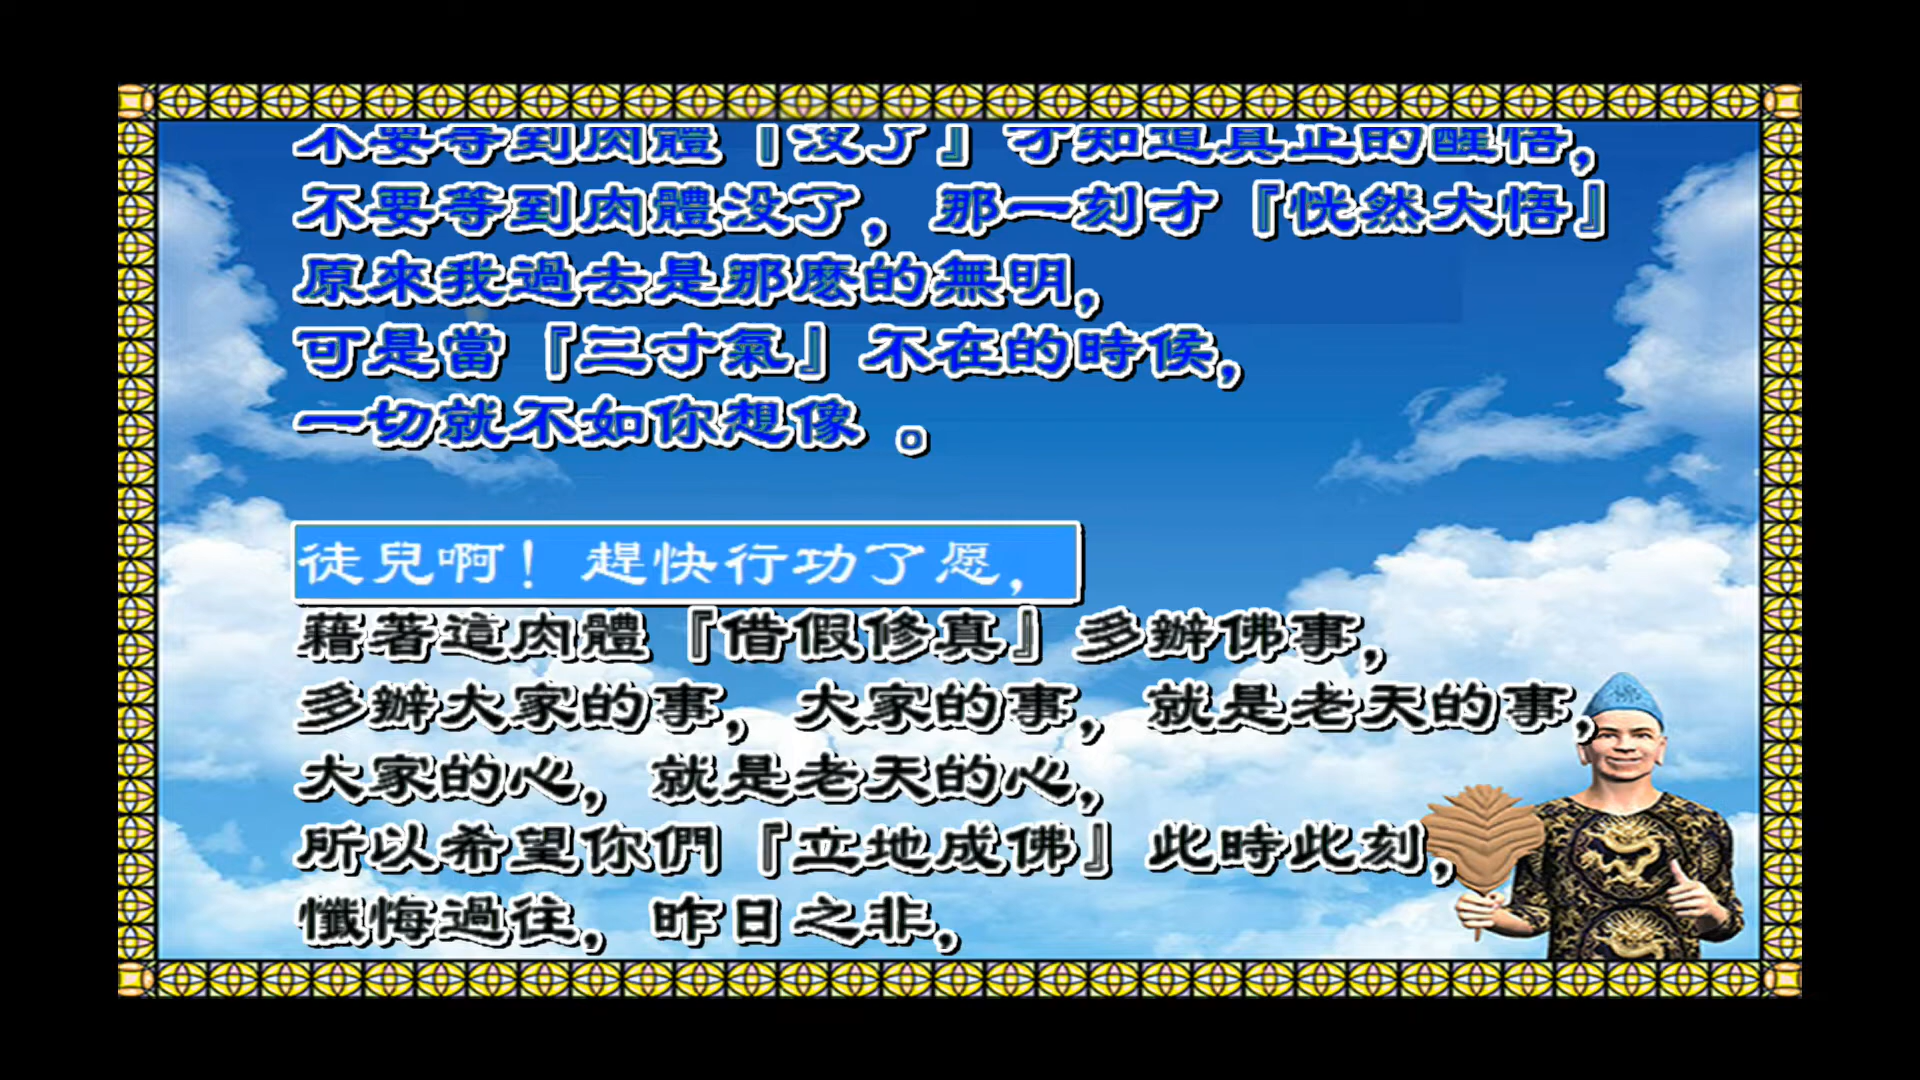 不要等到肉體『没了』才知道真正的醒悟，
不要等到肉體没了，那一刻才『恍然大悟』
原來我過去是那麽的無明，
可是當『三寸氣』不在的時候，
一切就不如你想像 。
徒兒啊！趕快行功了愿，
藉著這肉體『借假修真』多辦佛事，
多辦大家的事，大家的事，就是老天的事，
大家的心，就是老天的心，
所以希望你們『立地成佛』此時此刻，
懺悔過往，昨日之非，